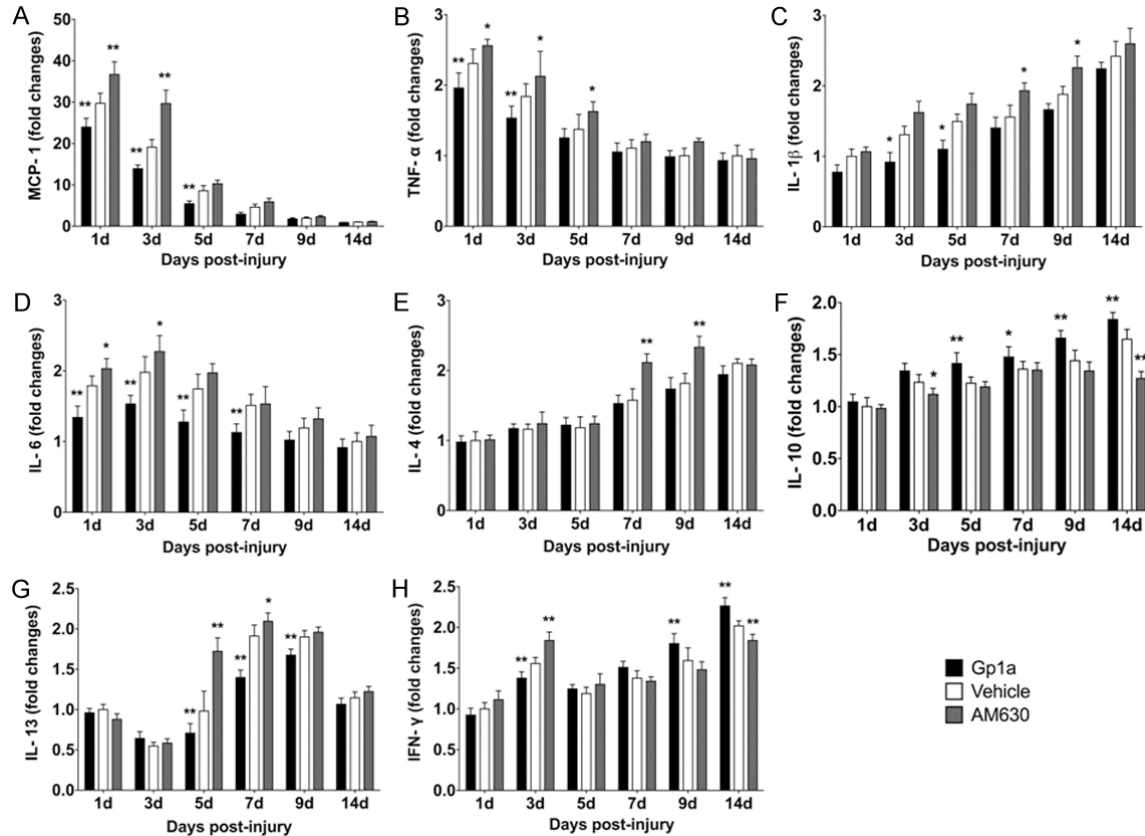 A
MCP- 1 (fold changes)
50
40
30
20
10
0
** ** ** ** **
1d 3d 5d 7d 9d 14d
Days post-injury
B
TNF- α (fold changes)
3
2
1
0
** * ** * *
1d 3d 5d 7d 9d 14d
Days post-injury
C
IL- 1β (fold changes)
3
2
1
0
* * * *
1d 3d 5d 7d 9d 14d
Days post-injury
D
IL- 6 (fold changes)
3
2
1
0
** * ** * ** **
1d 3d 5d 7d 9d 14d
Days post-injury
E
IL- 4 (fold changes)
3
2
1
0
** **
1d 3d 5d 7d 9d 14d
Days post-injury
F
IL- 10 (fold changes)
2.0
1.5
1.0
0.5
0.0
* ** * ** ** **
1d 3d 5d 7d 9d 14d
Days post-injury
G
IL- 13 (fold changes)
2.5
2.0
1.5
1.0
0.5
0.0
** ** ** * **
1d 3d 5d 7d 9d 14d
Days post-injury
H
IFN- γ (fold changes)
2.5
2.0
1.5
1.0
0.5
0.0
** ** ** ** **
1d 3d 5d 7d 9d 14d
Days post-injury
Gp1a
Vehicle
AM630